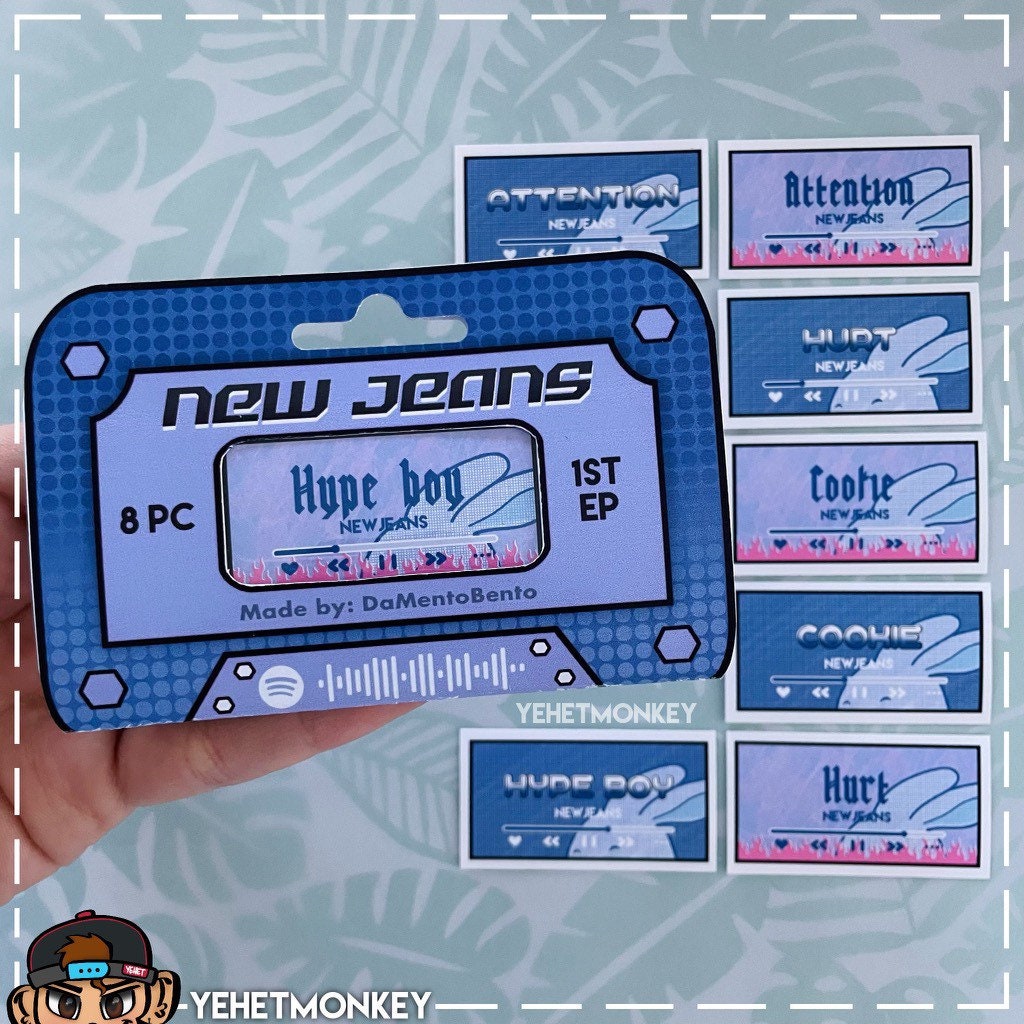 ATTENTION
Attention
NEWJEANS
HURT
NEWJEANS
NEW JEANS
Hype boy
NEWJEANS
8 PC
1ST
EP
Made by: DaMentoBento
Cookie
NEWJEANS
COOKIE
NEWJEANS
YEHETMONKEY
HYPE BOY
NEWJEANS
Hurt
NEWJEANS
YEHET
YEHETMONKEY